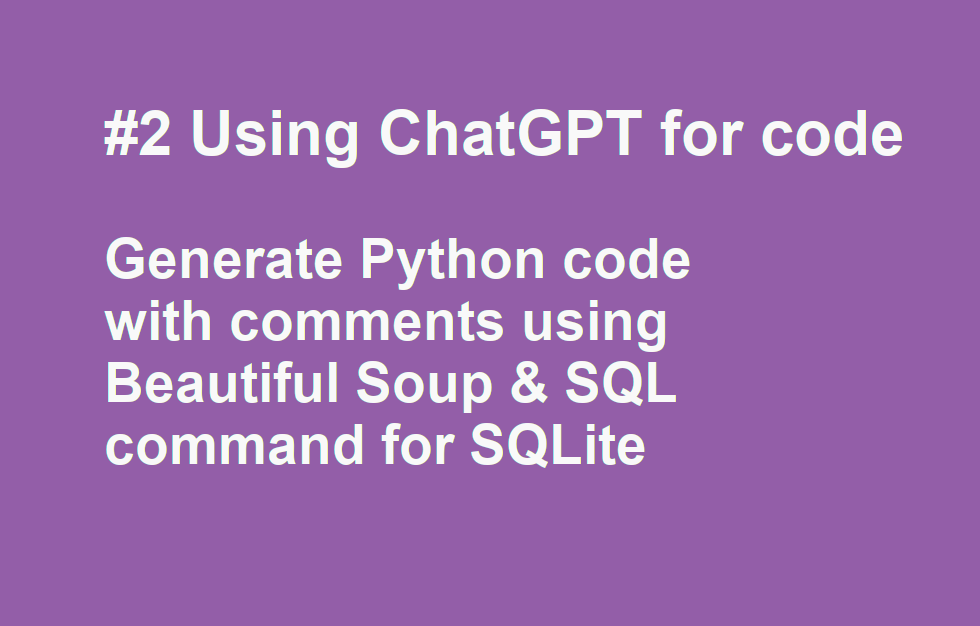 #2 Using ChatGPT for code
Generate Python code
with comments using
Beautiful Soup & SQL
command for SQLite